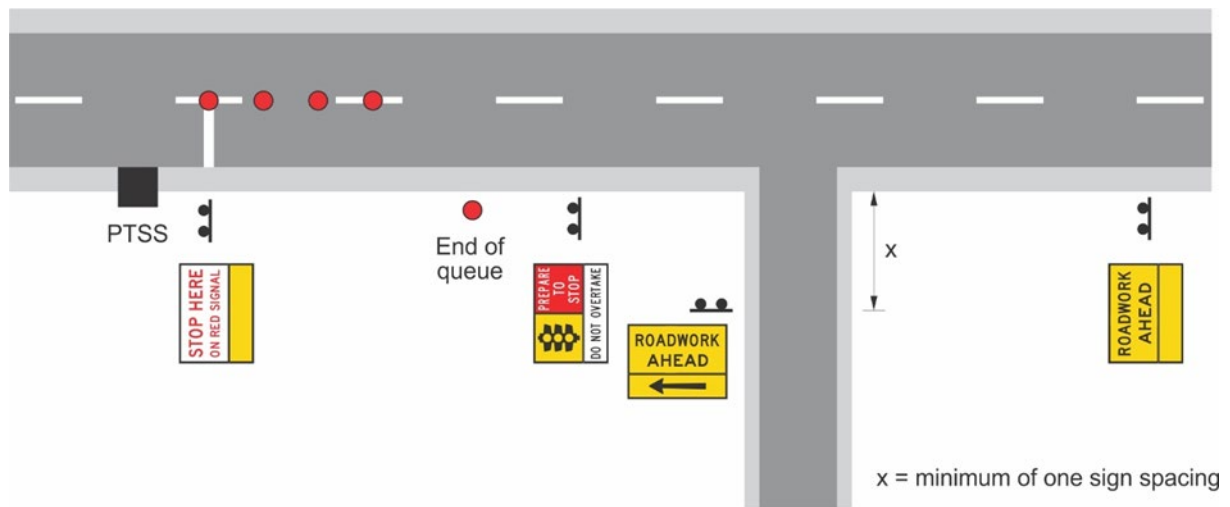 PTSS
STOP HERE
ON RED SIGNAL
End of
queue
PREPARE
TO
STOP
DO NOT OVERTAKE
ROADWORK
AHEAD
x
ROADWORK
AHEAD
x = minimum of one sign spacing